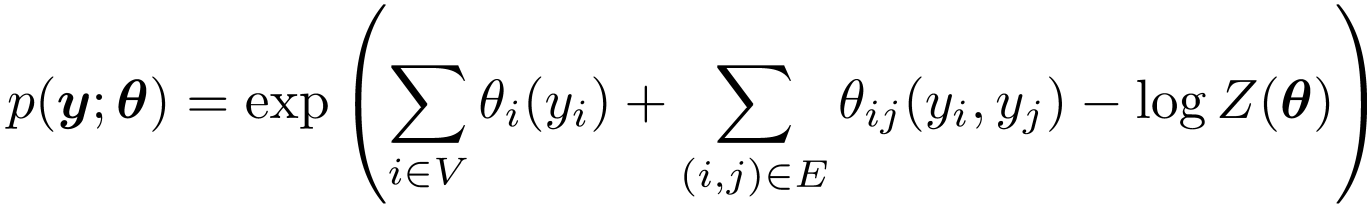 p(𝒚; 𝜽) = exp ( ∑_{i∈V} θ_i(y_i) + ∑_{(i,j)∈E} θ_{ij}(y_i, y_j) − log Z(𝜽) )